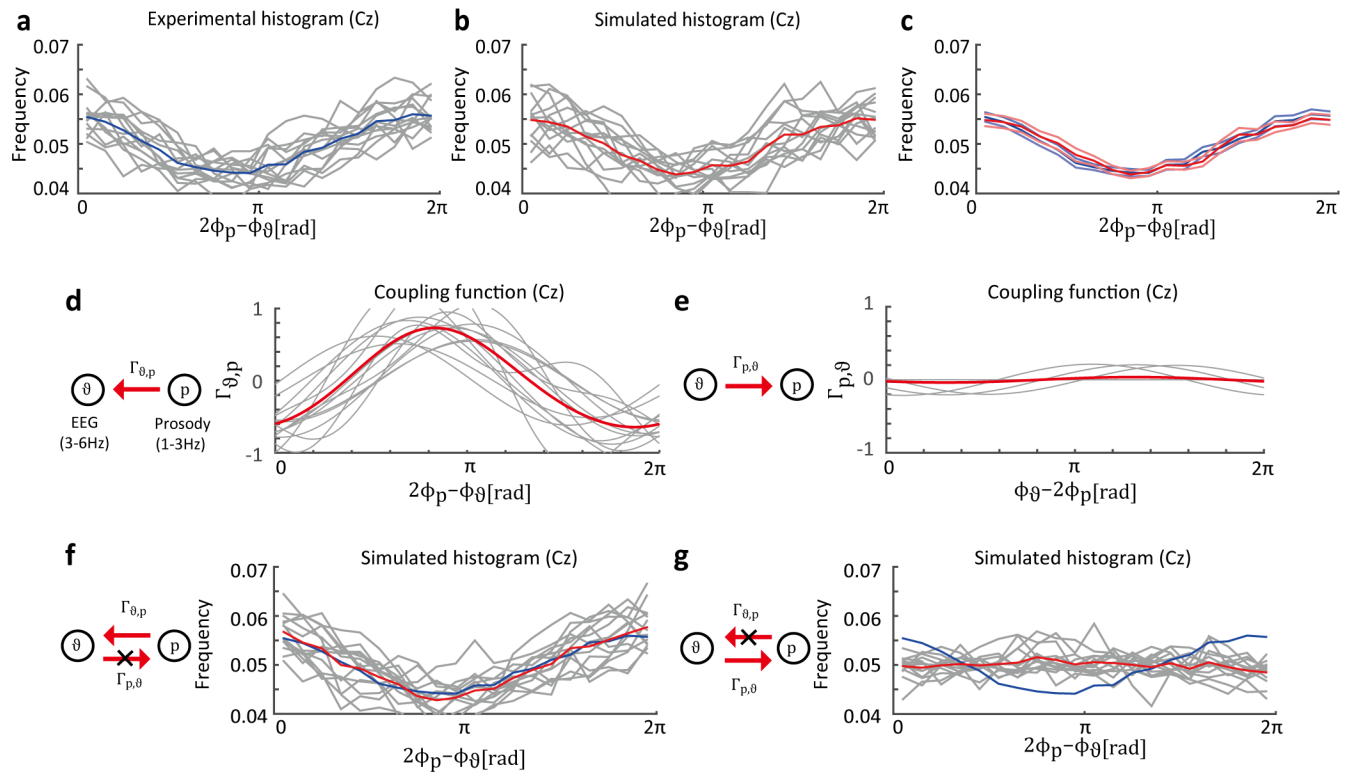 a
Experimental histogram (Cz)
0.07
0.06
0.05
0.04
Frequency
0
π
2π
2ϕp−ϕϑ[rad]
b
Simulated histogram (Cz)
0.07
0.06
0.05
0.04
Frequency
0
π
2π
2ϕp−ϕϑ[rad]
c
0.07
0.06
0.05
0.04
Frequency
0
π
2π
2ϕp−ϕϑ[rad]
d
Coupling function (Cz)
Γϑ,p
ϑ
p
EEG
(3-6Hz)
Prosody
(1-3Hz)
Γϑ,p
1
0
-1
0
π
2π
2ϕp−ϕϑ[rad]
e
Coupling function (Cz)
Γp,ϑ
ϑ
p
Γp,ϑ
1
0
-1
0
π
2π
ϕϑ−2ϕp[rad]
f
Simulated histogram (Cz)
Γϑ,p
ϑ
p
Γp,ϑ
Frequency
0.07
0.06
0.05
0.04
0
π
2π
2ϕp−ϕϑ[rad]
g
Simulated histogram (Cz)
Γϑ,p
ϑ
p
Γp,ϑ
Frequency
0.07
0.06
0.05
0.04
0
π
2π
2ϕp−ϕϑ[rad]